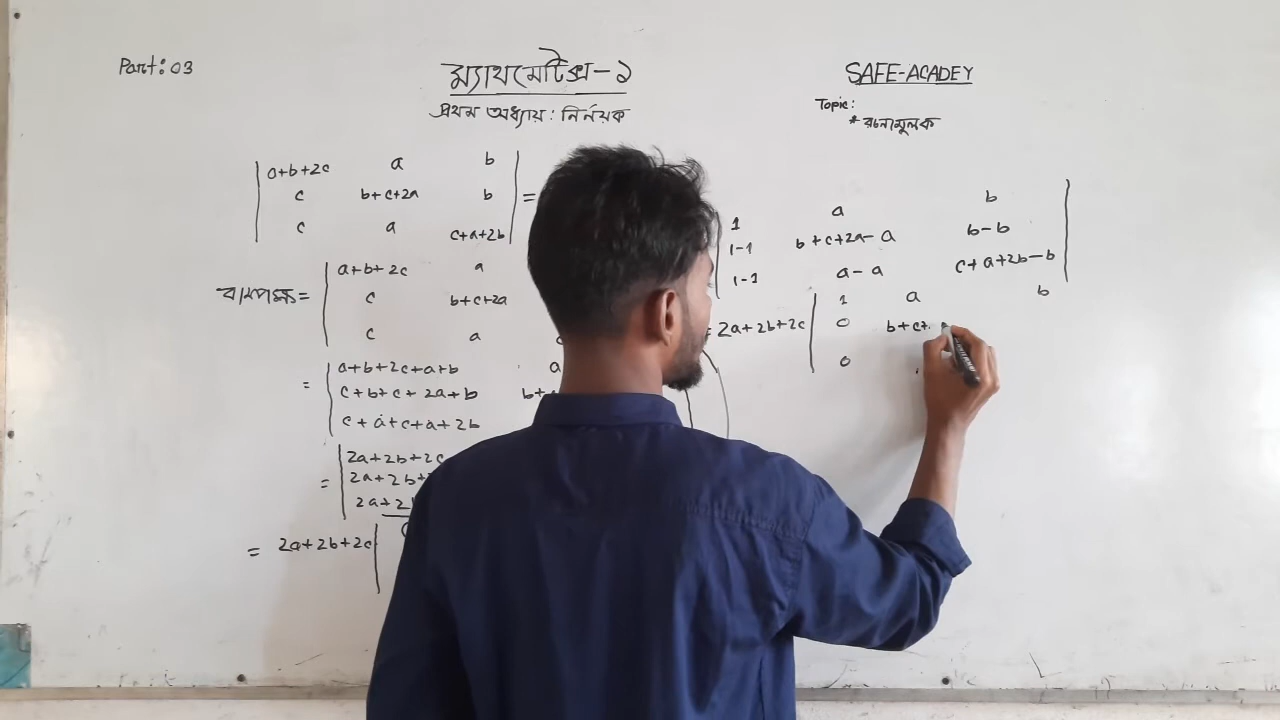 Part: 03
ম্যাথমেটিক্স-১
প্রথম অধ্যায়: নির্নয়ক
SAFE-ACADEY
Topic:
* রচনামূলক
a+b+2c a b
c b+c+2a b =
c a c+a+2b
বামপক্ষ = a+b+2c a
c b+c+2a
c a
= a+b+2c+a+b a
c+b+c+2a+b
c+a+c+a+2b
= 2a+2b+2c
2a+2b+
= 2a+2b+2c
1 a b
1-1 b+c+2a-a b-b
1-1 a-a c+a+2b-b
= 2a+2b+2c 1 a b
0 b+c+
0